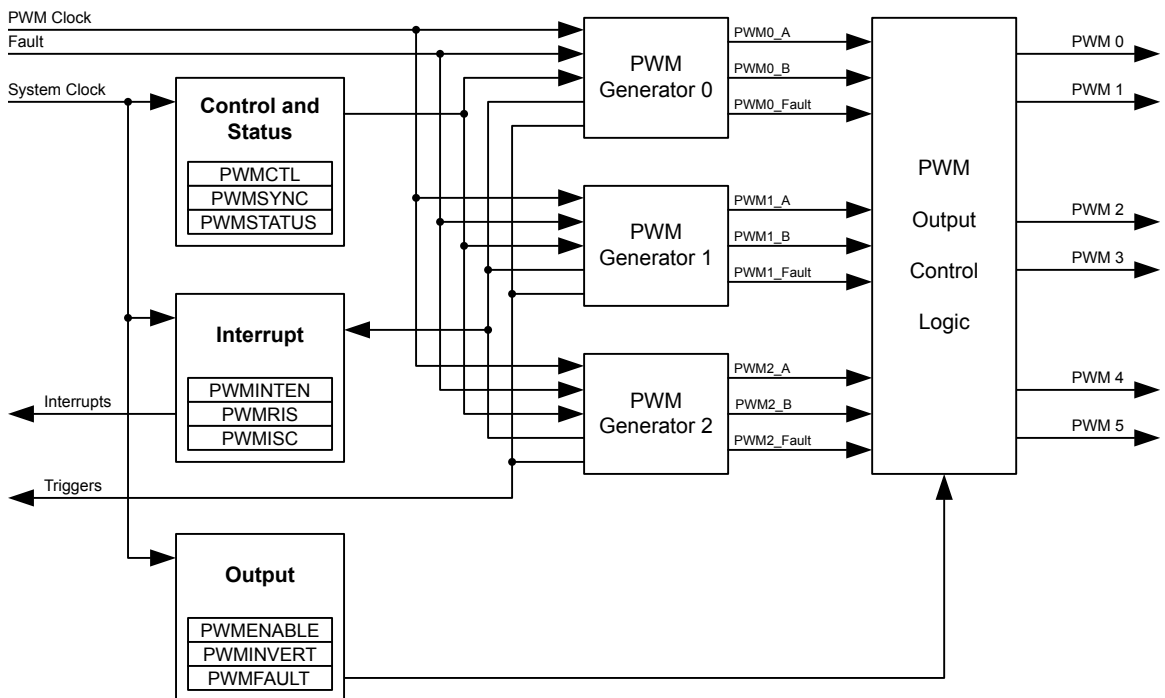 PWM Clock
Fault
System Clock
Control and
Status
PWMCTL
PWMSYNC
PWMSTATUS
Interrupt
PWMINTEN
PWMRIS
PWMISC
Interrupts
Triggers
Output
PWMENABLE
PWMINVERT
PWMFAULT
PWM
Generator 0
PWM0_A
PWM0_B
PWM0_Fault
PWM
Generator 1
PWM1_A
PWM1_B
PWM1_Fault
PWM
Generator 2
PWM2_A
PWM2_B
PWM2_Fault
PWM
Output
Control
Logic
PWM 0
PWM 1
PWM 2
PWM 3
PWM 4
PWM 5